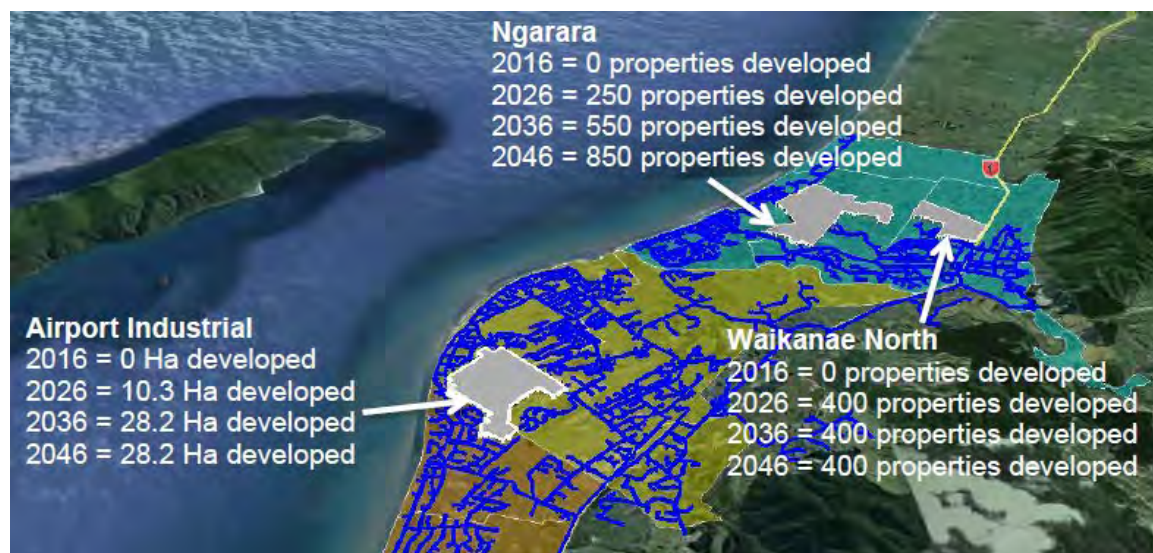 Ngarara
2016 = 0 properties developed
2026 = 250 properties developed
2036 = 550 properties developed
2046 = 850 properties developed
1
Airport Industrial
2016 = 0 Ha developed
2026 = 10.3 Ha developed
2036 = 28.2 Ha developed
2046 = 28.2 Ha developed
Waikanae North
2016 = 0 properties developed
2026 = 400 properties developed
2036 = 400 properties developed
2046 = 400 properties developed